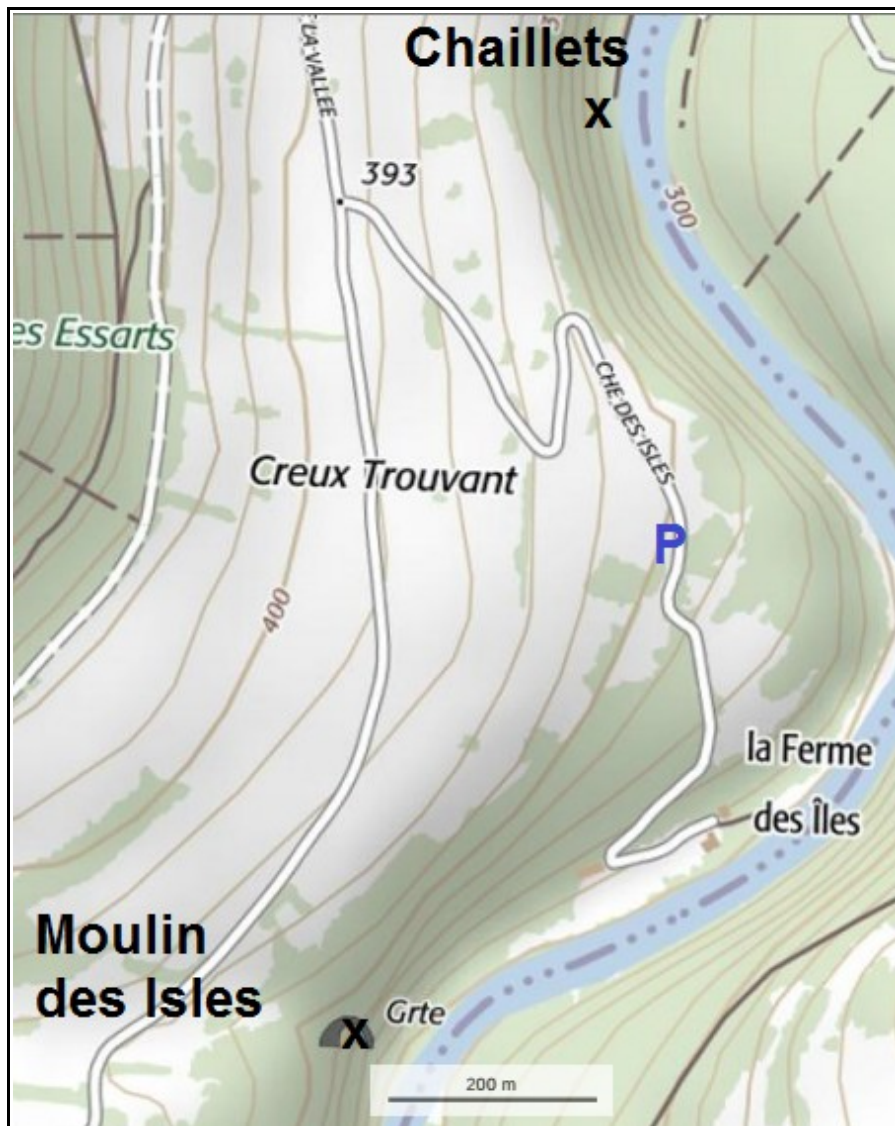 Chaillets
x
E LA VALLEE
393
300
es Essarts
CHE DES ISLES
Creux Trouvant
P
400
la Ferme
des Îles
Moulin
des Isles
Grte
x
200 m